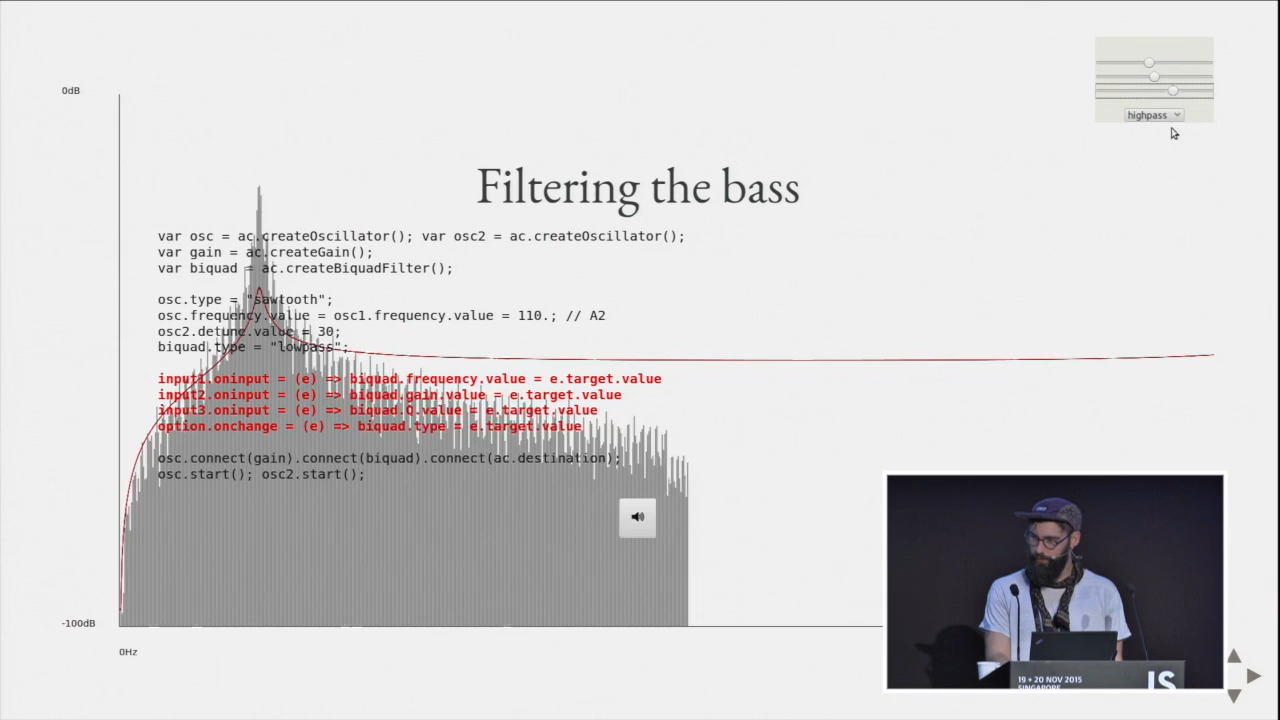 0dB
highpass
Filtering the bass
var osc = ac.createOscillator(); var osc2 = ac.createOscillator();
var gain = ac.createGain();
var biquad = ac.createBiquadFilter();
osc.type = "sawtooth";
osc.frequency.value = osc1.frequency.value = 110.; // A2
osc2.detune.value = 30;
biquad.type = "lowpass";
input1.oninput = (e) => biquad.frequency.value = e.target.value
input2.oninput = (e) => biquad.gain.value = e.target.value
input3.oninput = (e) => biquad.Q.value = e.target.value
option.onchange = (e) => biquad.type = e.target.value
osc.connect(gain).connect(biquad).connect(ac.destination);
osc.start(); osc2.start();
-100dB
0Hz
19 + 20 NOV 2015
SINGAPORE
JS